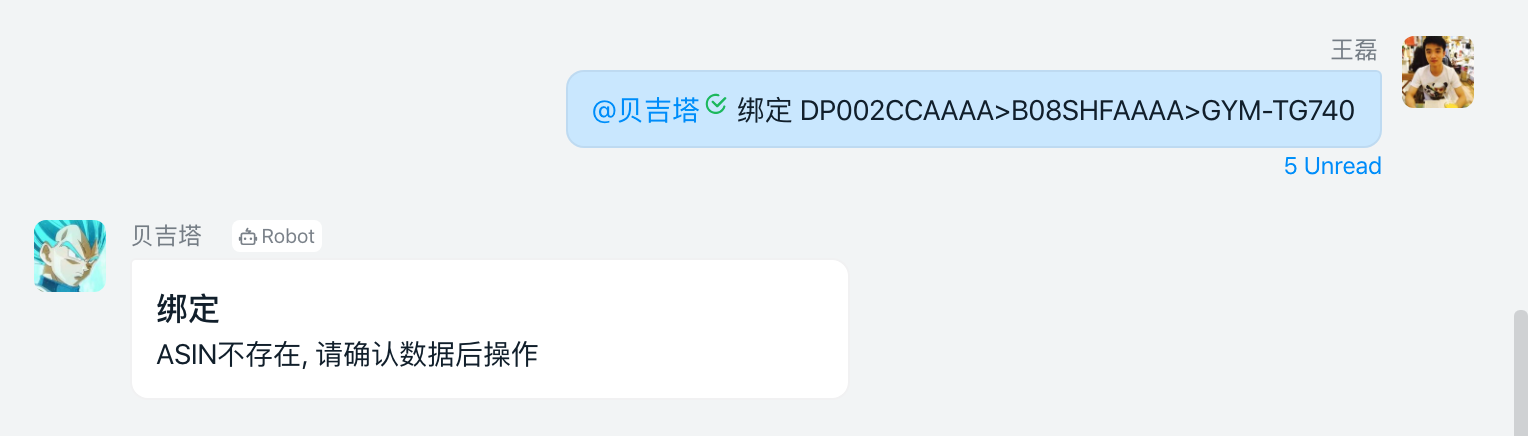 王磊
@贝吉塔 绑定 DP002CCAAAA>B08SHFAAAA>GYM-TG740
5 Unread
贝吉塔 Robot
绑定
ASIN不存在, 请确认数据后操作